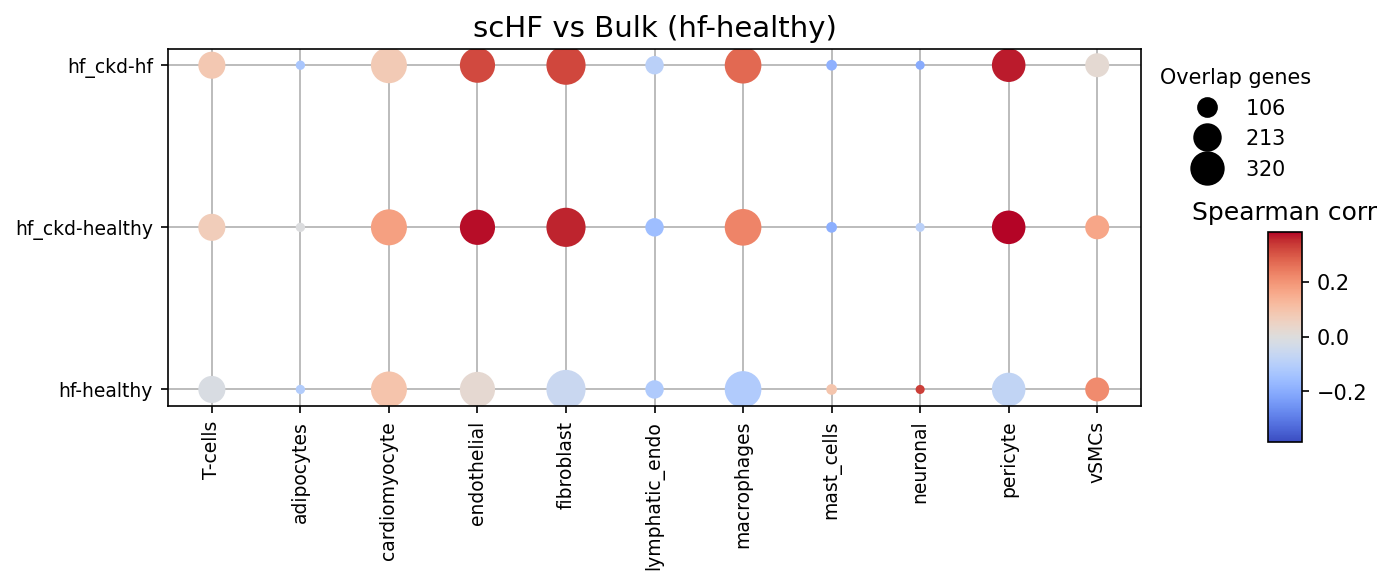 scHF vs Bulk (hf-healthy)
hf_ckd-hf
hf_ckd-healthy
hf-healthy
T-cells
adipocytes
cardiomyocyte
endothelial
fibroblast
lymphatic_endo
macrophages
mast_cells
neuronal
pericyte
vSMCs
Overlap genes
106
213
320
Spearman corr
0.2
0.0
−0.2